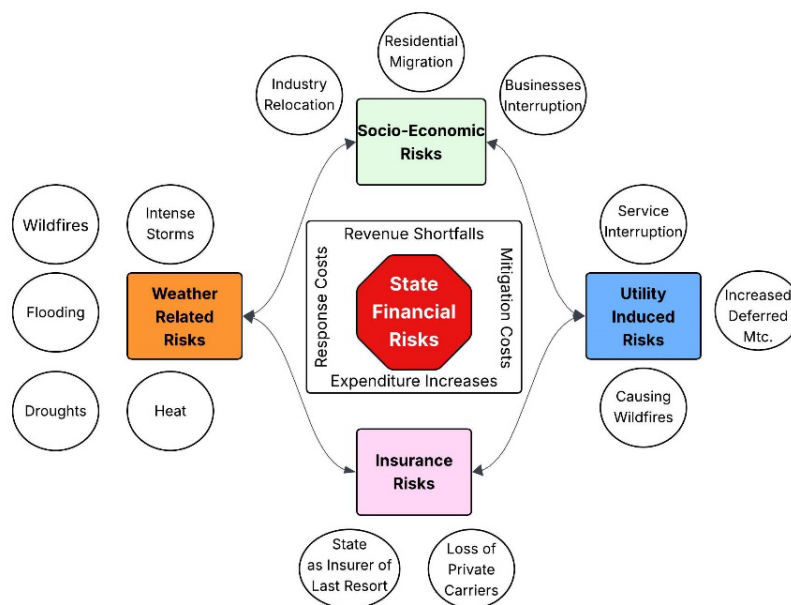 Residential
Migration
Industry
Relocation
Businesses
Interruption
Socio-Economic
Risks
Wildfires
Intense
Storms
Service
Interruption
Revenue Shortfalls
Response Costs
State
Financial
Risks
Mitigation Costs
Expenditure Increases
Weather
Related
Risks
Flooding
Utility
Induced
Risks
Increased
Deferred
Mtc.
Droughts
Heat
Causing
Wildfires
Insurance
Risks
State
as Insurer of
Last Resort
Loss of
Private
Carriers